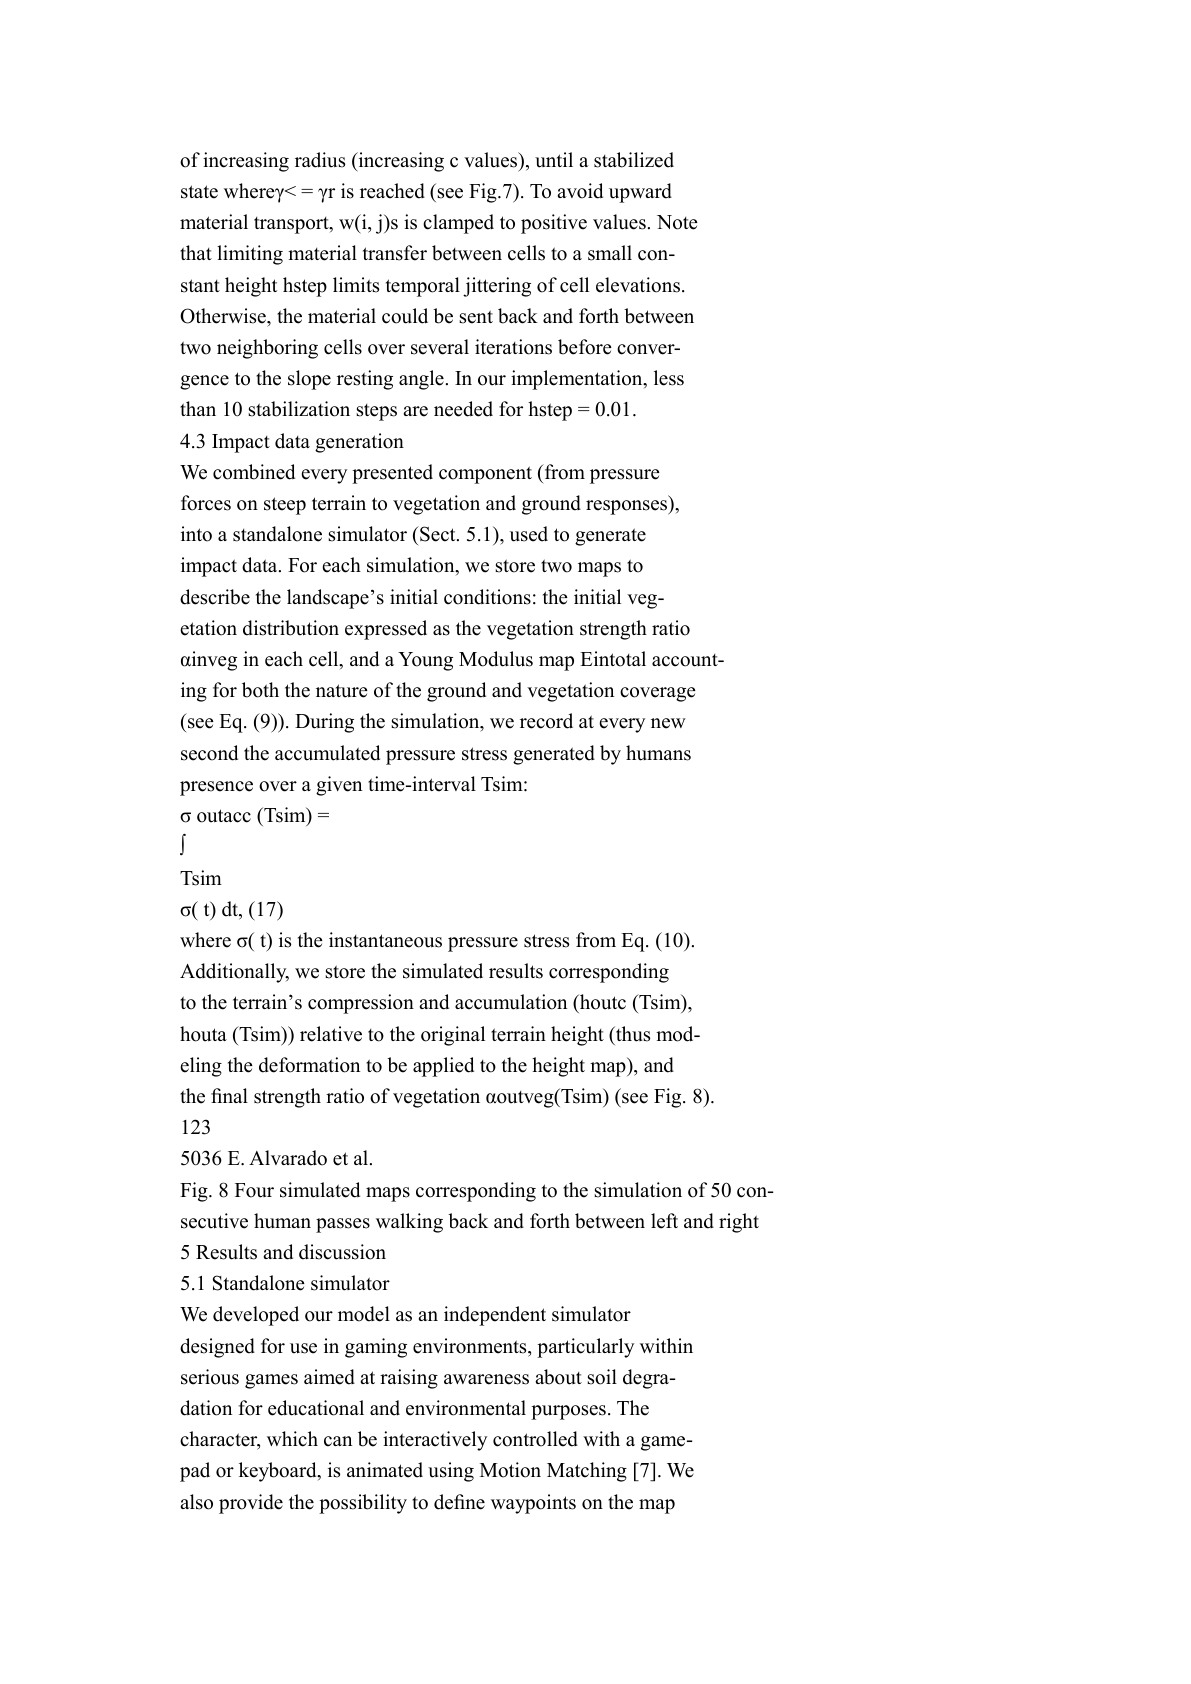 of increasing radius (increasing c values), until a stabilized
state whereγ< = γr is reached (see Fig.7). To avoid upward
material transport, w(i, j)s is clamped to positive values. Note
that limiting material transfer between cells to a small con-
stant height hstep limits temporal jittering of cell elevations.
Otherwise, the material could be sent back and forth between
two neighboring cells over several iterations before conver-
gence to the slope resting angle. In our implementation, less
than 10 stabilization steps are needed for hstep = 0.01.
4.3 Impact data generation
We combined every presented component (from pressure
forces on steep terrain to vegetation and ground responses),
into a standalone simulator (Sect. 5.1), used to generate
impact data. For each simulation, we store two maps to
describe the landscape’s initial conditions: the initial veg-
etation distribution expressed as the vegetation strength ratio
αinveg in each cell, and a Young Modulus map Eintotal account-
ing for both the nature of the ground and vegetation coverage
(see Eq. (9)). During the simulation, we record at every new
second the accumulated pressure stress generated by humans
presence over a given time-interval Tsim:
σ outacc (Tsim) =
∫
Tsim
σ( t) dt, (17)
where σ( t) is the instantaneous pressure stress from Eq. (10).
Additionally, we store the simulated results corresponding
to the terrain’s compression and accumulation (houtc (Tsim),
houta (Tsim)) relative to the original terrain height (thus mod-
eling the deformation to be applied to the height map), and
the final strength ratio of vegetation αoutveg(Tsim) (see Fig. 8).
123
5036 E. Alvarado et al.
Fig. 8 Four simulated maps corresponding to the simulation of 50 con-
secutive human passes walking back and forth between left and right
5 Results and discussion
5.1 Standalone simulator
We developed our model as an independent simulator
designed for use in gaming environments, particularly within
serious games aimed at raising awareness about soil degra-
dation for educational and environmental purposes. The
character, which can be interactively controlled with a game-
pad or keyboard, is animated using Motion Matching [7]. We
also provide the possibility to define waypoints on the map